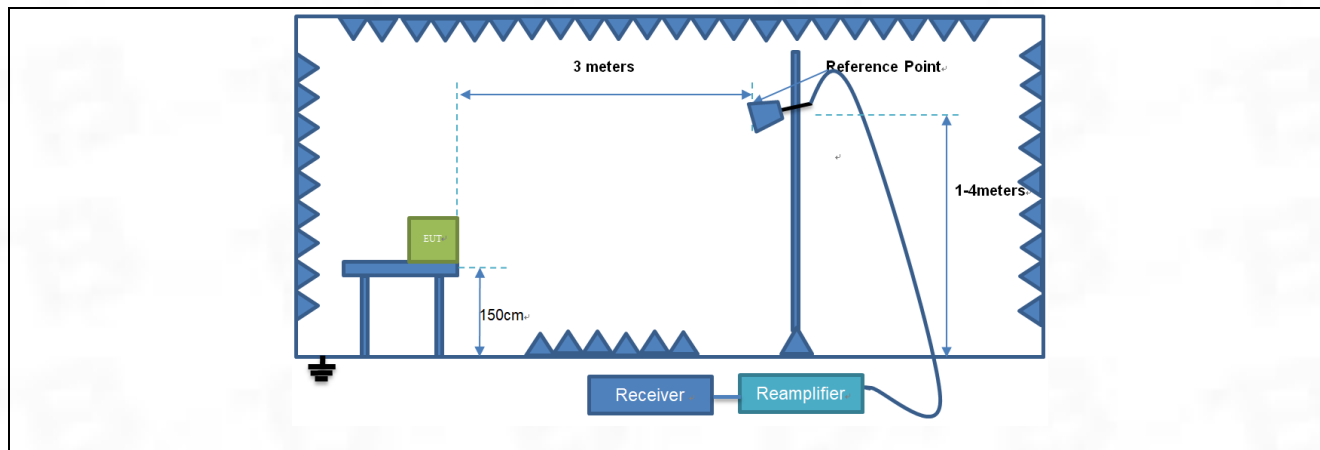 3 meters
Reference Point
1-4meters
EUT
150cm
Receiver
Reamplifier